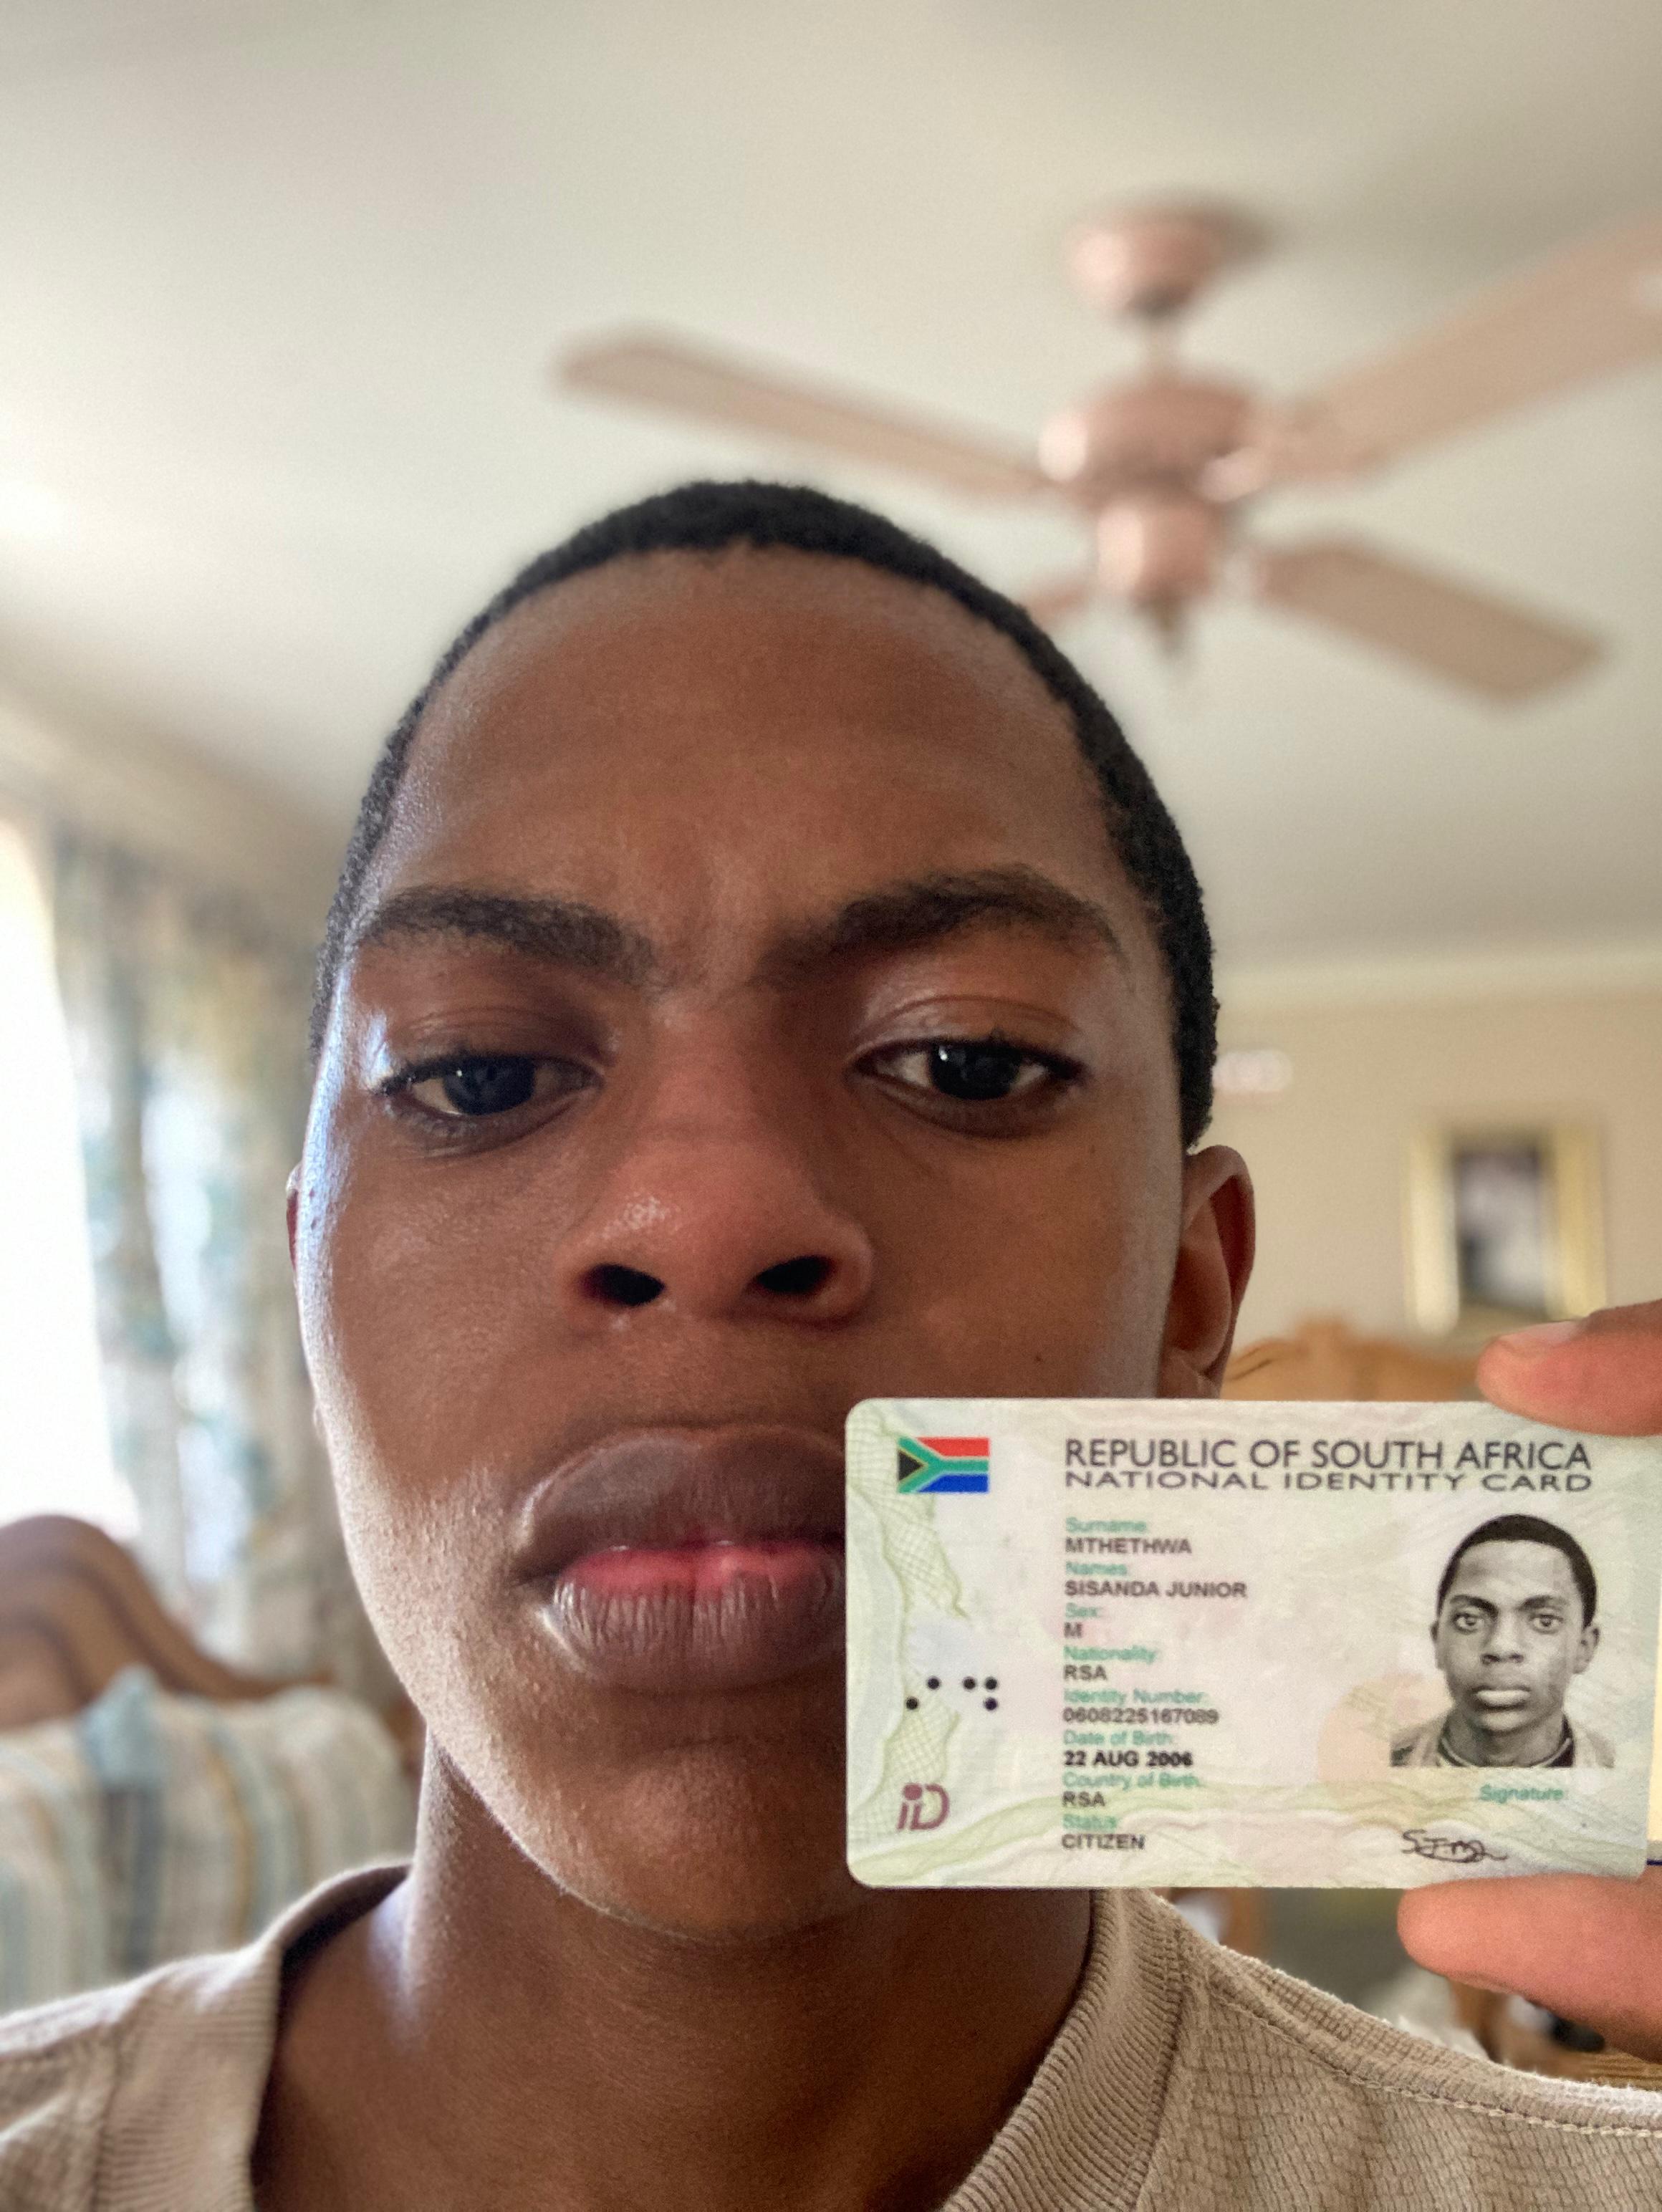 REPUBLIC OF SOUTH AFRICA
NATIONAL IDENTITY CARD
Surname:
MTHETHWA
Names:
SISANDA JUNIOR
Sex:
M
Nationality:
RSA
Identity Number:
0608225167089
Date of Birth:
22 AUG 2006
Country of Birth:
RSA
Status:
CITIZEN
Signature:
iD